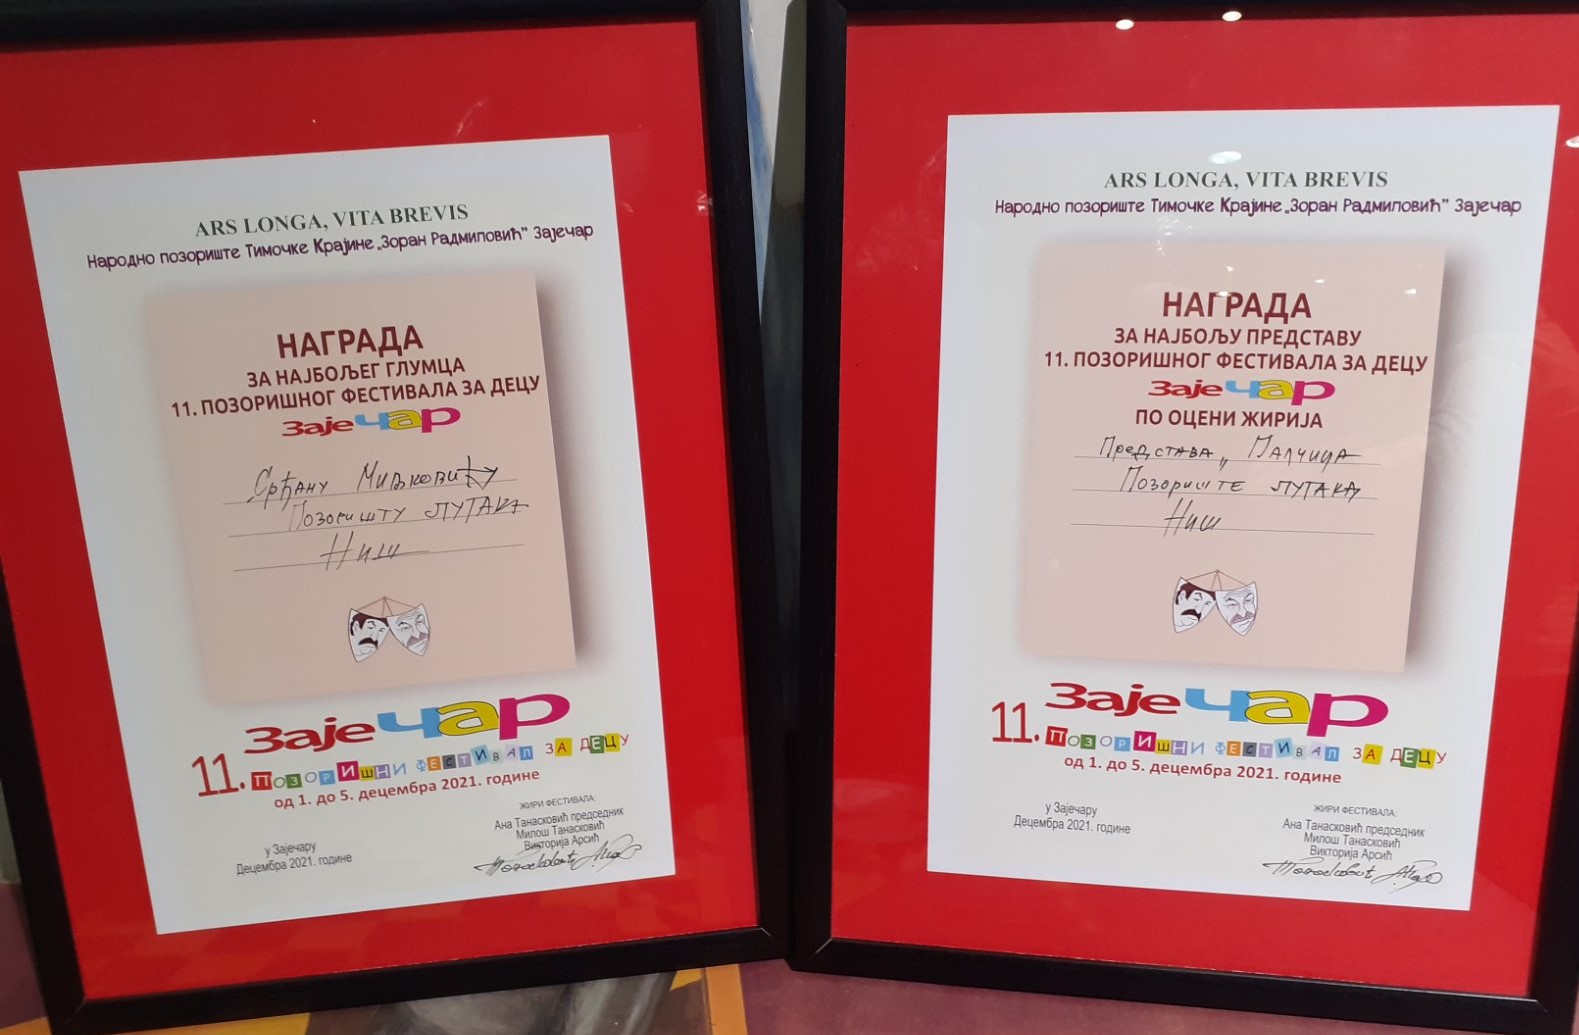 ARS LONGA, VITA BREVIS
Народно позориште Тимочке Крајине „Зоран Радмиловић” Зајечар
НАГРАДА
ЗА НАЈБОЉЕГ ГЛУМЦА
11. ПОЗОРИШНОГ ФЕСТИВАЛА ЗА ДЕЦУ
ЗајеЧар
Срђану Миљковићу
Позоришту лутака
Ниш
ЗајеЧар
11. ПОЗОРИШНИ ФЕСТИВАЛ ЗА ДЕЦУ
од 1. до 5. децембра 2021. године
ЖИРИ ФЕСТИВАЛА:
Ана Танасковић председник
Милош Танасковић
Викторија Арсић
у Зајечару
Децембра 2021. године
ARS LONGA, VITA BREVIS
Народно позориште Тимочке Крајине „Зоран Радмиловић” Зајечар
НАГРАДА
ЗА НАЈБОЉУ ПРЕДСТАВУ
11. ПОЗОРИШНОГ ФЕСТИВАЛА ЗА ДЕЦУ
ЗајеЧар
ПО ОЦЕНИ ЖИРИЈА
Представа „Палчица
Позориште лутака
Ниш
ЗајеЧар
11. ПОЗОРИШНИ ФЕСТИВАЛ ЗА ДЕЦУ
од 1. до 5. децембра 2021. године
у Зајечару
Децембра 2021. године
ЖИРИ ФЕСТИВАЛА:
Ана Танасковић председник
Милош Танасковић
Викторија Арсић